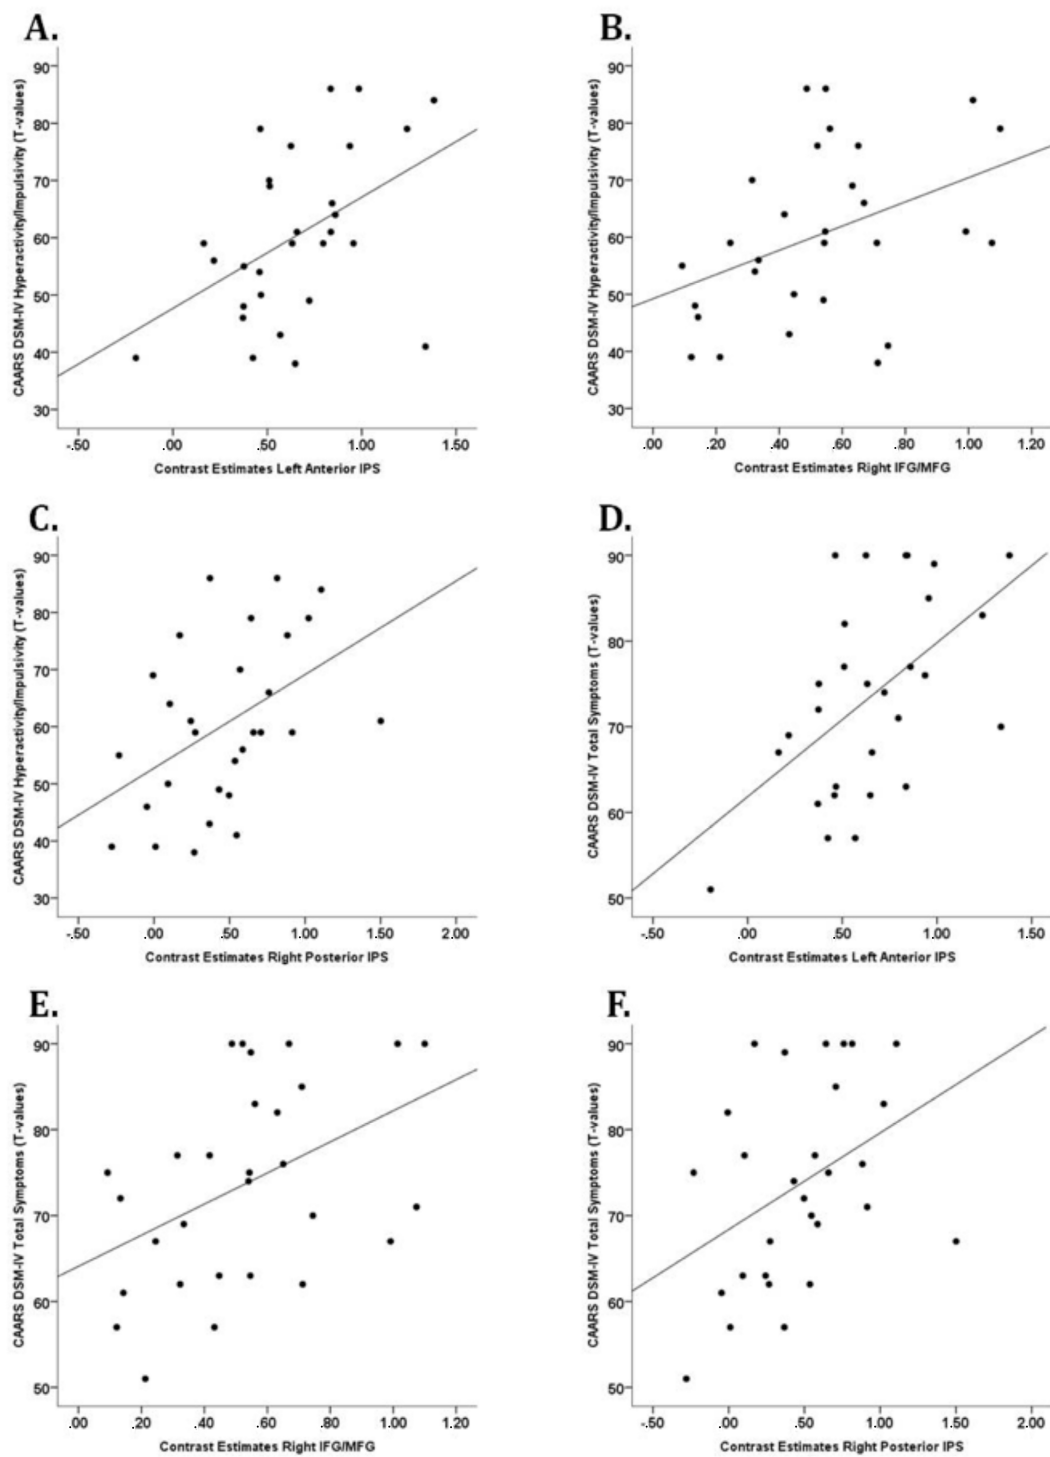 A.
CAARS DSM-IV Hyperactivity/Impulsivity (T-values)
90
80
70
60
50
40
30
-.50 .00 .50 1.00 1.50
Contrast Estimates Left Anterior IPS
B.
CAARS DSM-IV Hyperactivity/Impulsivity (T-values)
90
80
70
60
50
40
30
.00 .20 .40 .60 .80 1.00 1.20
Contrast Estimates Right IFG/MFG
C.
CAARS DSM-IV Hyperactivity/Impulsivity (T-values)
90
80
70
60
50
40
30
-.50 .00 .50 1.00 1.50 2.00
Contrast Estimates Right Posterior IPS
D.
CAARS DSM-IV Total Symptoms (T-values)
90
80
70
60
50
-.50 .00 .50 1.00 1.50
Contrast Estimates Left Anterior IPS
E.
CAARS DSM-IV Total Symptoms (T-values)
90
80
70
60
50
.00 .20 .40 .60 .80 1.00 1.20
Contrast Estimates Right IFG/MFG
F.
CAARS DSM-IV Total Symptoms (T-values)
90
80
70
60
50
-.50 .00 .50 1.00 1.50 2.00
Contrast Estimates Right Posterior IPS